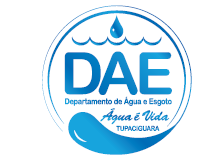 DAE
Departamento de Água e Esgoto
Água é Vida
TUPACIGUARA